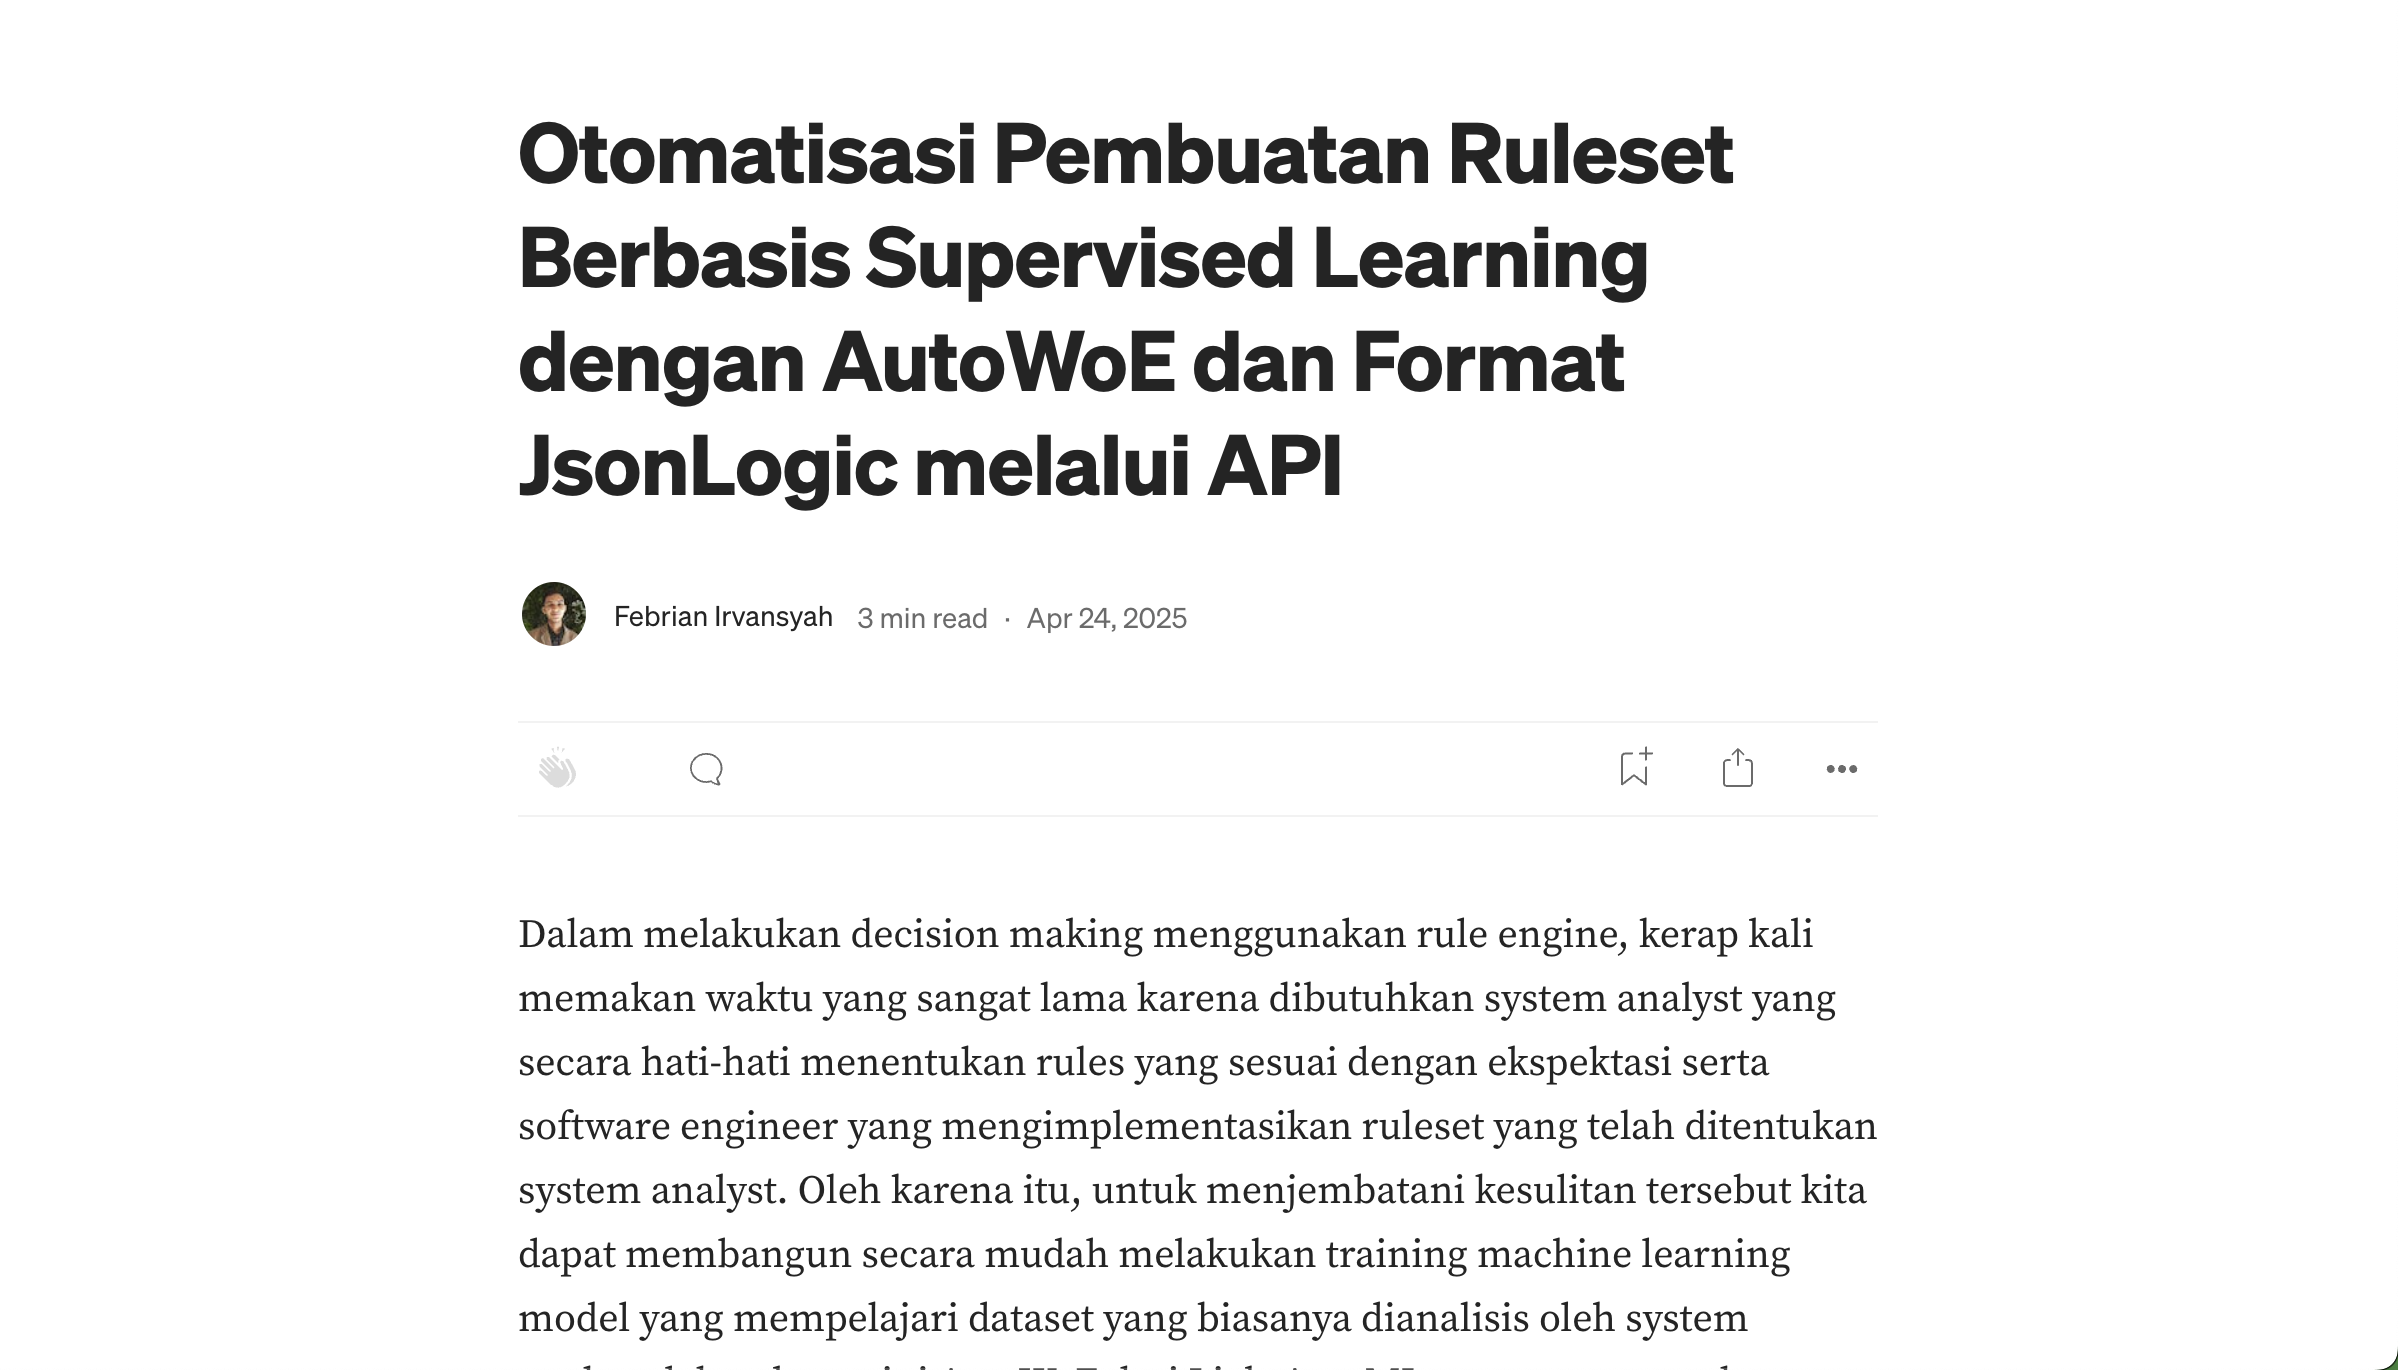 Otomatisasi Pembuatan Ruleset
Berbasis Supervised Learning
dengan AutoWoE dan Format
JsonLogic melalui API
Febrian Irvansyah 3 min read · Apr 24, 2025
Dalam melakukan decision making menggunakan rule engine, kerap kali
memakan waktu yang sangat lama karena dibutuhkan system analyst yang
secara hati-hati menentukan rules yang sesuai dengan ekspektasi serta
software engineer yang mengimplementasikan ruleset yang telah ditentukan
system analyst. Oleh karena itu, untuk menjembatani kesulitan tersebut kita
dapat membangun secara mudah melakukan training machine learning
model yang mempelajari dataset yang biasanya dianalisis oleh system